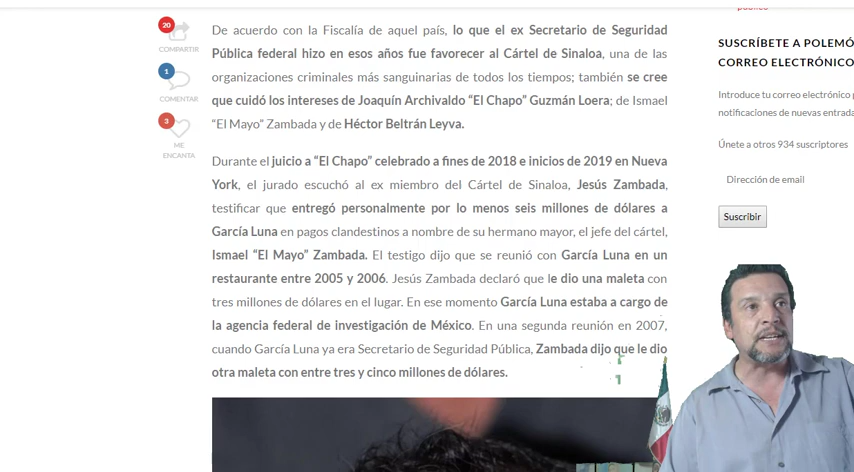 público
20
COMPARTIR
1
COMENTAR
3
ME
ENCANTA
De acuerdo con la Fiscalía de aquel país, lo que el ex Secretario de Seguridad
Pública federal hizo en esos años fue favorecer al Cártel de Sinaloa, una de las
organizaciones criminales más sanguinarias de todos los tiempos; también se cree
que cuidó los intereses de Joaquín Archivaldo “El Chapo” Guzmán Loera; de Ismael
“El Mayo” Zambada y de Héctor Beltrán Leyva.
Durante el juicio a “El Chapo” celebrado a fines de 2018 e inicios de 2019 en Nueva
York, el jurado escuchó al ex miembro del Cártel de Sinaloa, Jesús Zambada,
testificar que entregó personalmente por lo menos seis millones de dólares a
García Luna en pagos clandestinos a nombre de su hermano mayor, el jefe del cártel,
Ismael “El Mayo” Zambada. El testigo dijo que se reunió con García Luna en un
restaurante entre 2005 y 2006. Jesús Zambada declaró que le dio una maleta con
tres millones de dólares en el lugar. En ese momento García Luna estaba a cargo de
la agencia federal de investigación de México. En una segunda reunión en 2007,
cuando García Luna ya era Secretario de Seguridad Pública, Zambada dijo que le dio
otra maleta con entre tres y cinco millones de dólares.
SUSCRÍBETE A POLEMÓ
CORREO ELECTRÓNICO
Introduce tu correo electrónico p
notificaciones de nuevas entrada
Únete a otros 934 suscriptores
Dirección de email
Suscribir